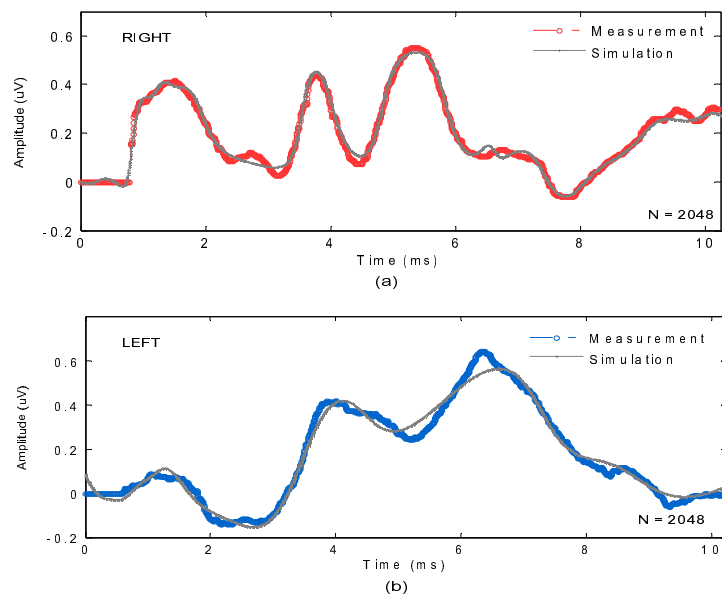 RIGHT
Measurement
Simulation
0.6
0.4
0.2
0
-0.2
Amplitude (uV)
N = 2048
0 2 4 6 8 10
Time (ms)
(a)
LEFT
Measurement
Simulation
0.6
0.4
0.2
0
-0.2
Amplitude (uV)
N = 2048
0 2 4 6 8 10
Time (ms)
(b)